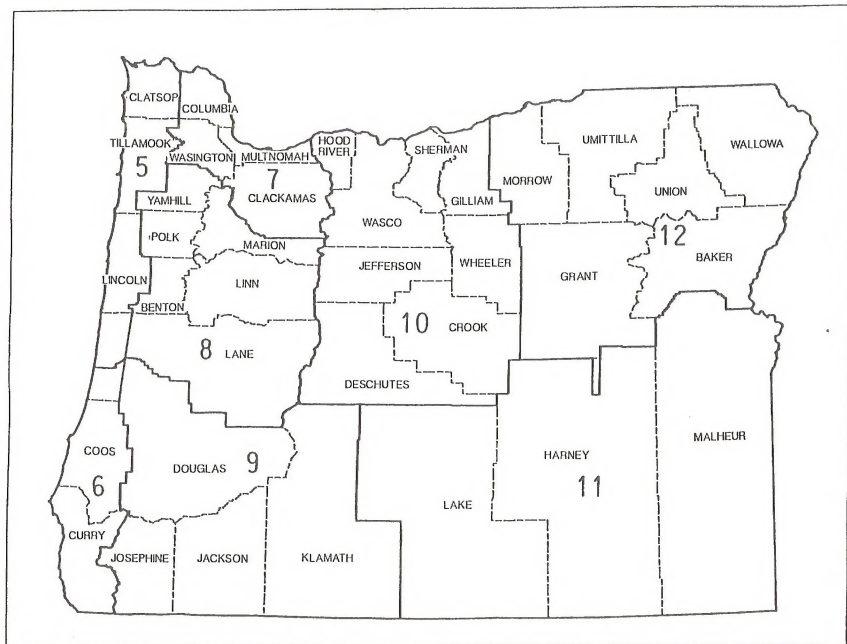 CLATSOP
COLUMBIA
TILLAMOOK
5
WASINGTON
MULTNOMAH
7
CLACKAMAS
HOOD
RIVER
SHERMAN
MORROW
UMITTILLA
WALLOWA
UNION
YAMHILL
GILLIAM
WASCO
POLK
MARION
12
BAKER
LINCOLN
BENTON
LINN
JEFFERSON
WHEELER
GRANT
8
LANE
10
CROOK
DESCHUTES
COOS
6
DOUGLAS
9
HARNEY
11
MALHEUR
LAKE
CURRY
JOSEPHINE
JACKSON
KLAMATH